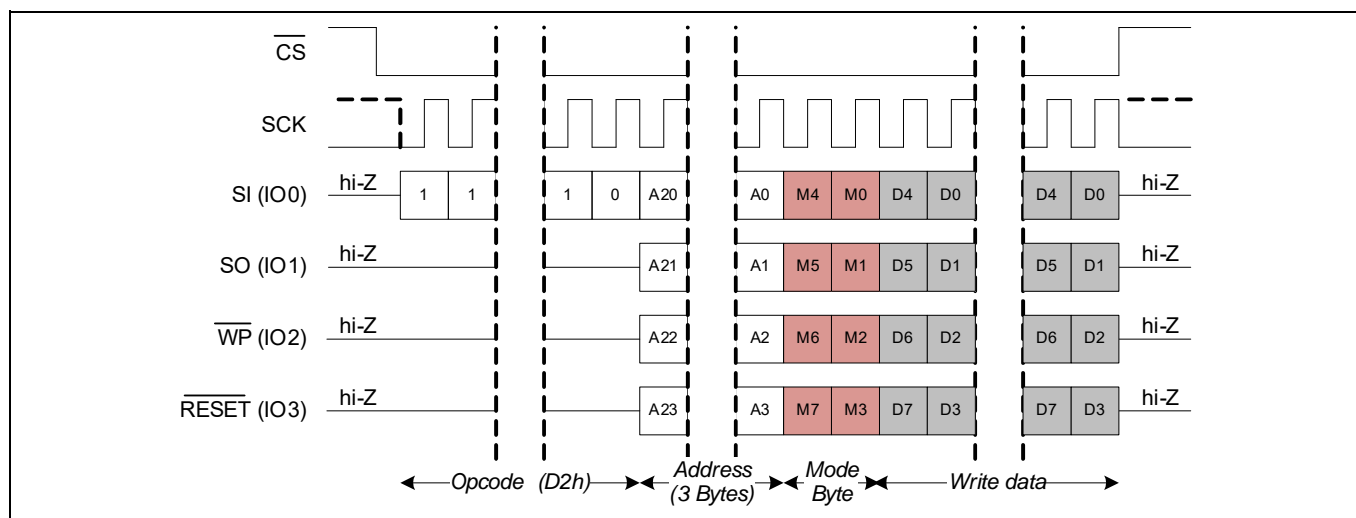 CS
SCK
SI (IO0) hi-Z 1 1 1 0 A20 A0 M4 M0 D4 D0 D4 D0 hi-Z
SO (IO1) hi-Z A21 A1 M5 M1 D5 D1 D5 D1 hi-Z
WP (IO2) hi-Z A22 A2 M6 M2 D6 D2 D6 D2 hi-Z
RESET (IO3) hi-Z A23 A3 M7 M3 D7 D3 D7 D3 hi-Z
Opcode (D2h) Address (3 Bytes) Mode Byte Write data